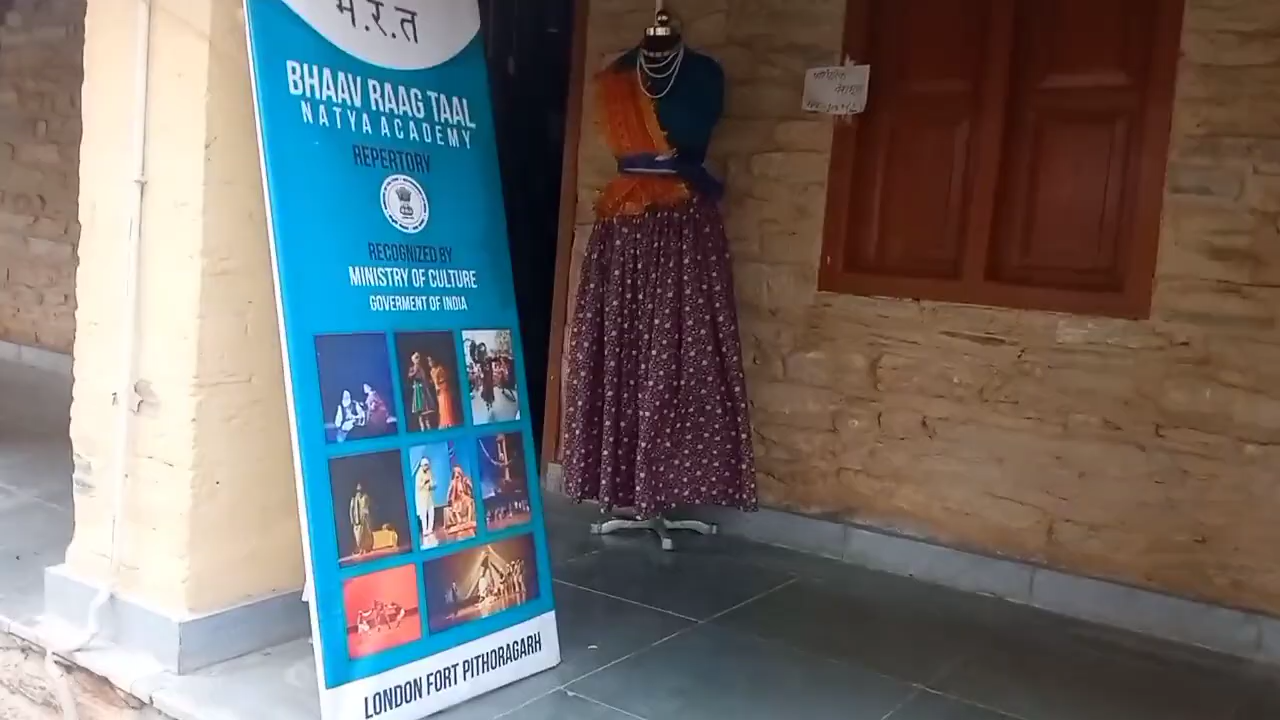 भ.र.त
BHAAV RAAG TAAL
NATYA ACADEMY
REPERTORY
RECOGNIZED BY
MINISTRY OF CULTURE
GOVERMENT OF INDIA
LONDON FORT PITHORAGARH